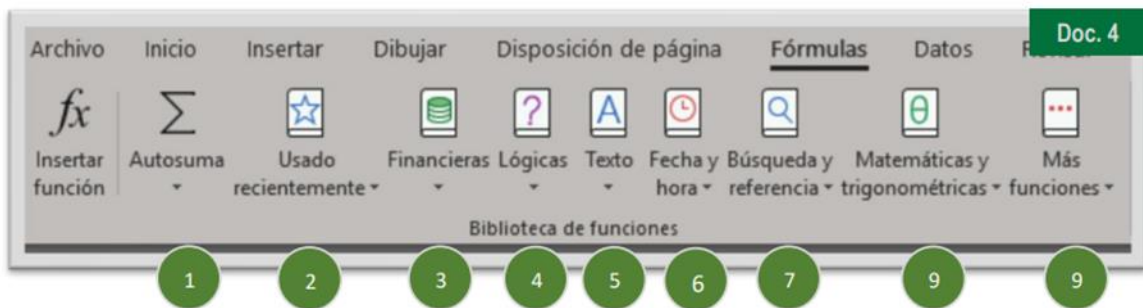 Doc. 4
Archivo Inicio Insertar Dibujar Disposición de página Fórmulas Datos
fx
Insertar función
Autosuma
Usado recientemente
Financieras
Lógicas
Texto
Fecha y hora
Búsqueda y referencia
Matemáticas y trigonométricas
Más funciones
Biblioteca de funciones
1 2 3 4 5 6 7 9 9